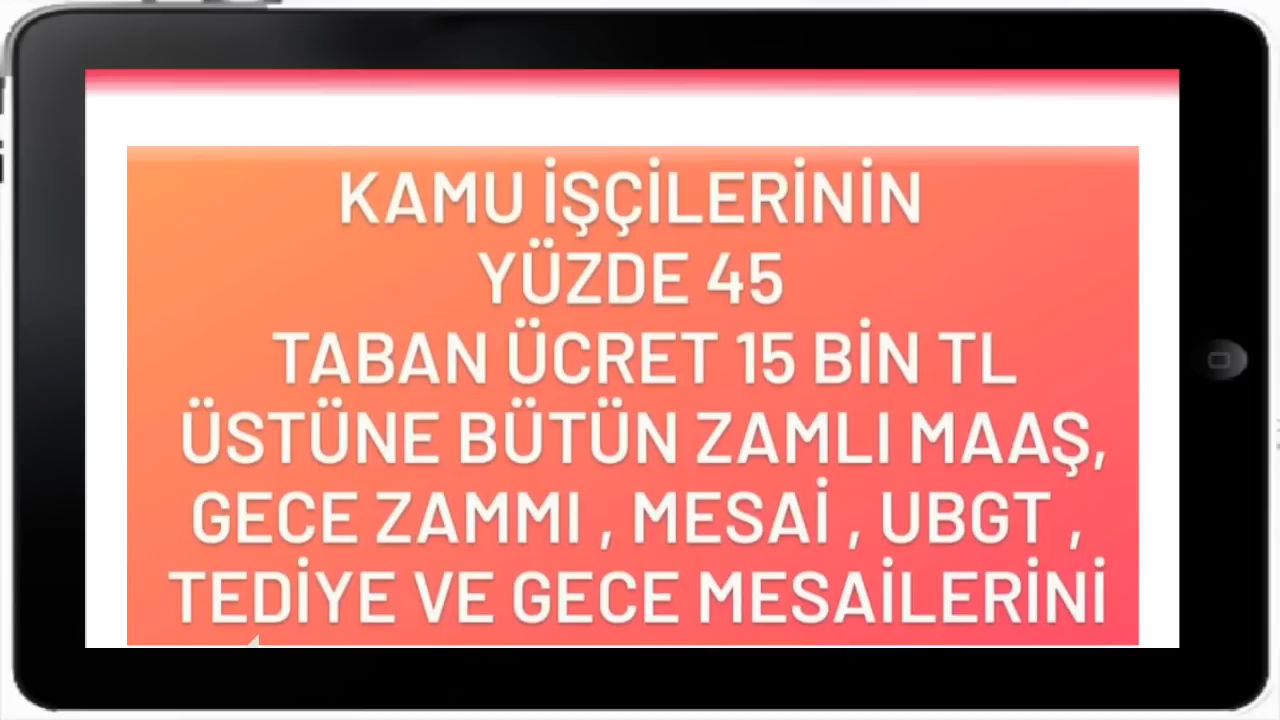 KAMU İŞÇİLERİNİN
YÜZDE 45
TABAN ÜCRET 15 BİN TL
ÜSTÜNE BÜTÜN ZAMLI MAAŞ,
GECE ZAMMI , MESAİ , UBGT ,
TEDİYE VE GECE MESAİLERİNİ